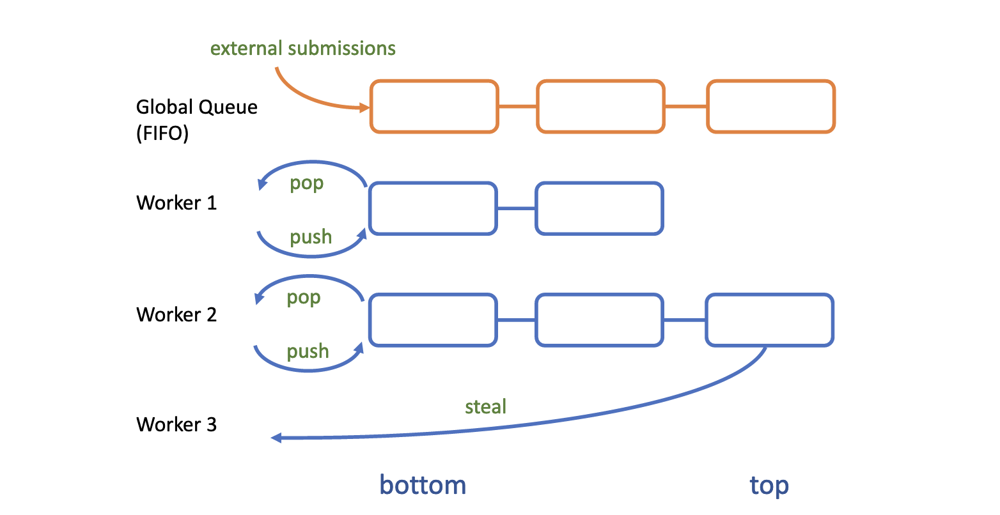 external submissions
Global Queue
(FIFO)
pop
Worker 1
push
pop
Worker 2
push
steal
Worker 3
bottom
top